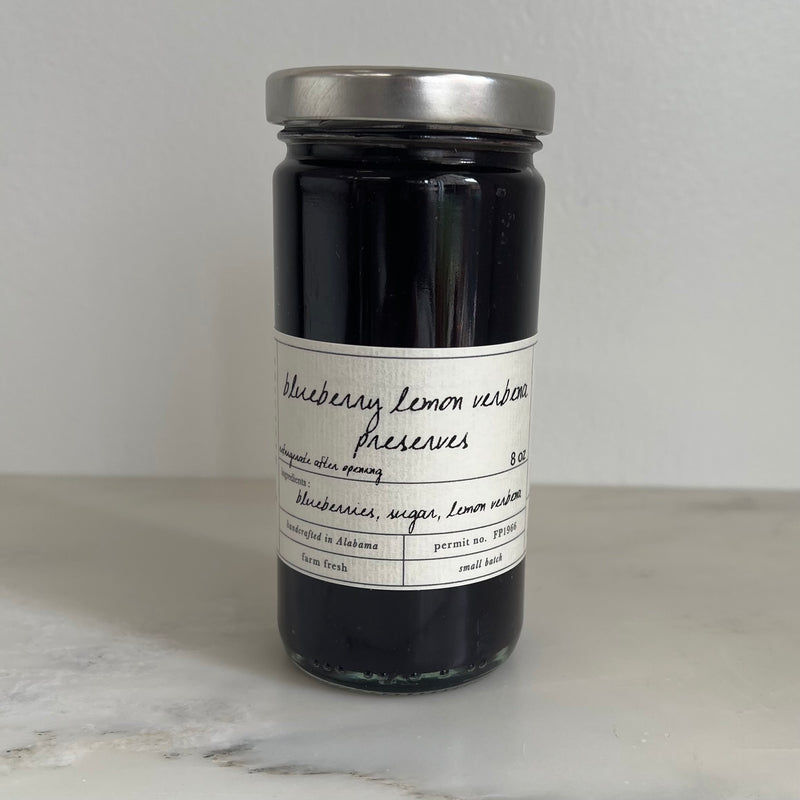 blueberry lemon verbena
preserves
refrigerate after opening
8 oz
ingredients :
blueberries, sugar, lemon verbena
handcrafted in Alabama
permit no. FP1966
farm fresh
small batch